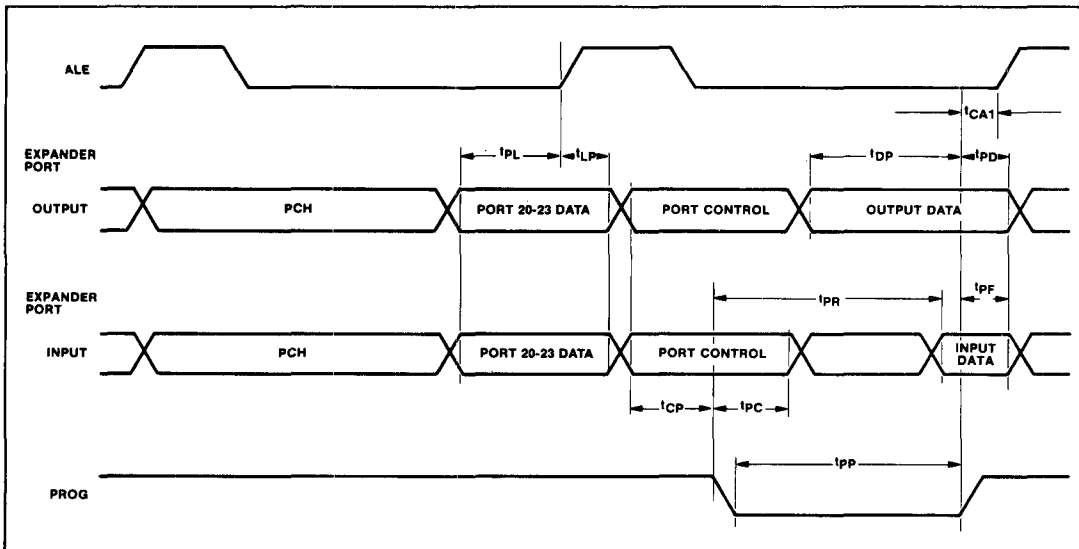 ALE
tCA1
EXPANDER
PORT
tPL
tLP
tDP
tPD
OUTPUT
PCH
PORT 20-23 DATA
PORT CONTROL
OUTPUT DATA
EXPANDER
PORT
tPR
tPF
INPUT
PCH
PORT 20-23 DATA
PORT CONTROL
INPUT
DATA
tCP
tPC
tPP
PROG